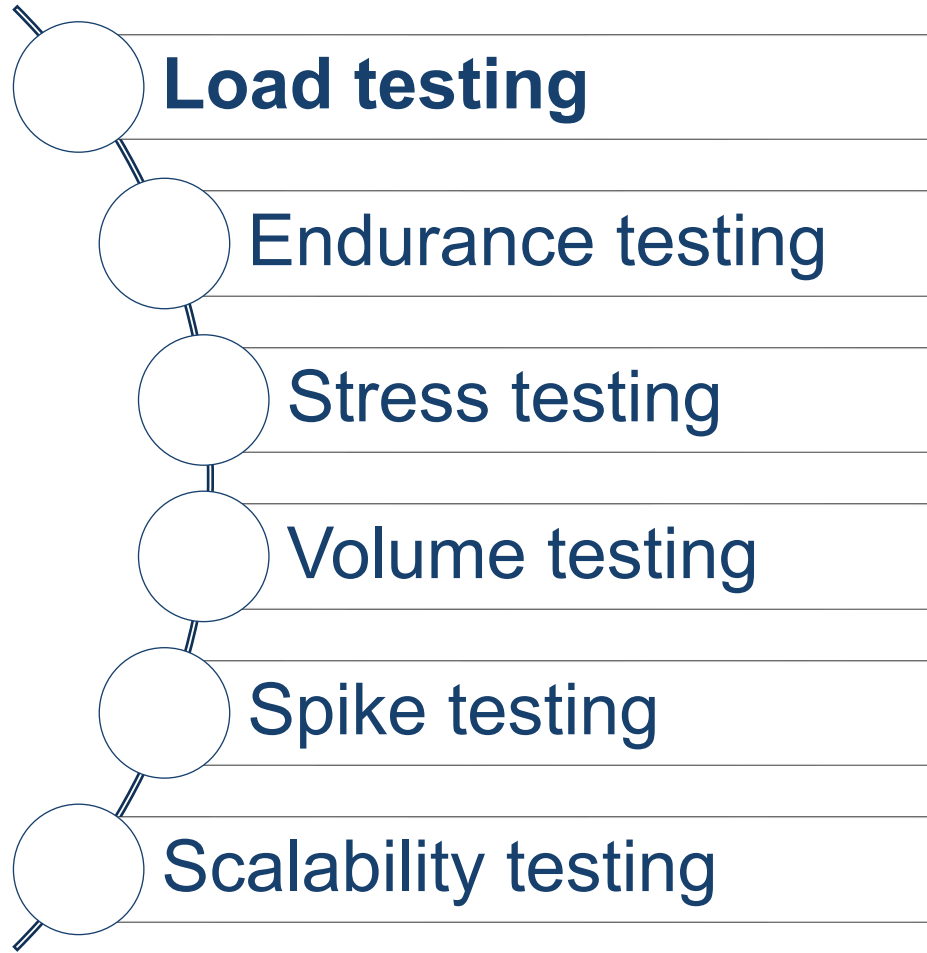 Load testing
Endurance testing
Stress testing
Volume testing
Spike testing
Scalability testing